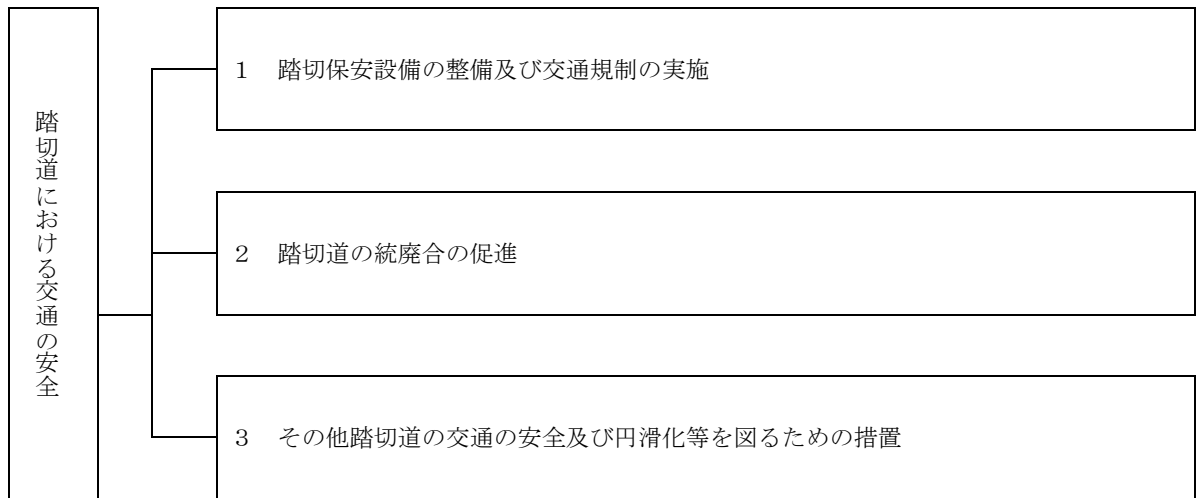 踏切道における交通の安全
１　踏切保安設備の整備及び交通規制の実施
２　踏切道の統廃合の促進
３　その他踏切道の交通の安全及び円滑化等を図るための措置